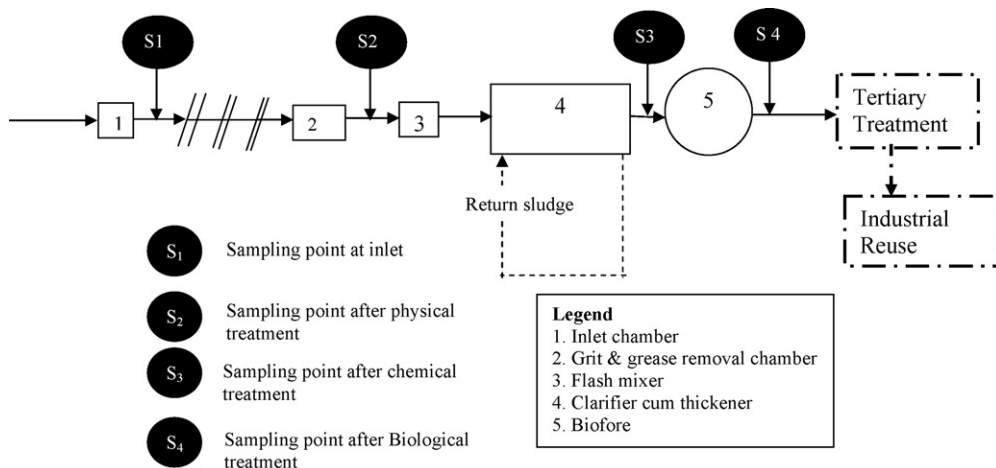 S1
S2
S3
S 4
1
2
3
4
5
Tertiary
Treatment
Return sludge
Industrial
Reuse
S₁ Sampling point at inlet
S₂ Sampling point after physical
treatment
S₃ Sampling point after chemical
treatment
S₄ Sampling point after Biological
treatment
Legend
1. Inlet chamber
2. Grit & grease removal chamber
3. Flash mixer
4. Clarifier cum thickener
5. Biofore